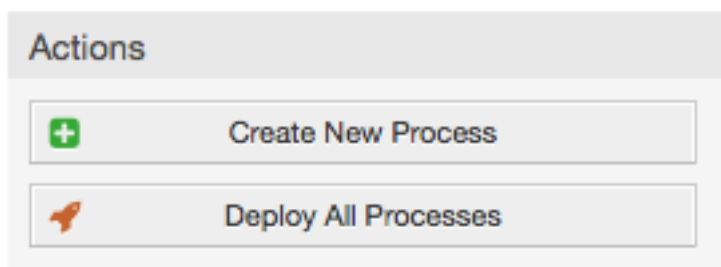 Actions
Create New Process
Deploy All Processes